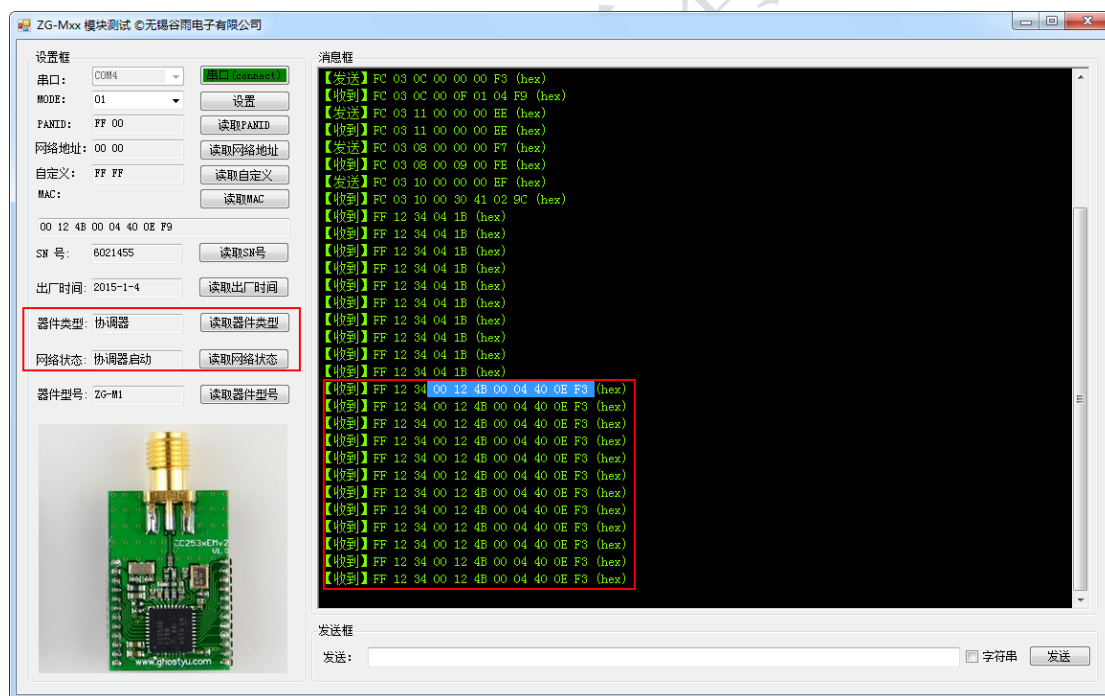 ZG-Mxx 模块测试 ©无锡谷雨电子有限公司
设置框
串口: COM4 串口(connect)
MODE: 01 设置
PANID: FF 00 读取PANID
网络地址: 00 00 读取网络地址
自定义: FF FF 读取自定义
MAC: 读取MAC
00 12 4B 00 04 40 0E F9
SN 号: 6021455 读取SN号
出厂时间: 2015-1-4 读取出厂时间
器件类型: 协调器 读取器件类型
网络状态: 协调器启动 读取网络状态
器件型号: ZG-M1 读取器件型号
CC253xEMv2
V1.0
www.ghostyu.com
消息框
【发送】FC 03 0C 00 00 00 F3 (hex)
【收到】FC 03 0C 00 0F 01 04 F9 (hex)
【发送】FC 03 11 00 00 00 EE (hex)
【收到】FC 03 11 00 00 00 EE (hex)
【发送】FC 03 08 00 00 00 F7 (hex)
【收到】FC 03 08 00 09 00 FE (hex)
【发送】FC 03 10 00 00 00 EF (hex)
【收到】FC 03 10 00 30 41 02 9C (hex)
【收到】FF 12 34 04 1B (hex)
【收到】FF 12 34 04 1B (hex)
【收到】FF 12 34 04 1B (hex)
【收到】FF 12 34 04 1B (hex)
【收到】FF 12 34 04 1B (hex)
【收到】FF 12 34 04 1B (hex)
【收到】FF 12 34 04 1B (hex)
【收到】FF 12 34 04 1B (hex)
【收到】FF 12 34 04 1B (hex)
【收到】FF 12 34 04 1B (hex)
【收到】FF 12 34 00 12 4B 00 04 40 0E F3 (hex)
【收到】FF 12 34 00 12 4B 00 04 40 0E F3 (hex)
【收到】FF 12 34 00 12 4B 00 04 40 0E F3 (hex)
【收到】FF 12 34 00 12 4B 00 04 40 0E F3 (hex)
【收到】FF 12 34 00 12 4B 00 04 40 0E F3 (hex)
【收到】FF 12 34 00 12 4B 00 04 40 0E F3 (hex)
【收到】FF 12 34 00 12 4B 00 04 40 0E F3 (hex)
【收到】FF 12 34 00 12 4B 00 04 40 0E F3 (hex)
【收到】FF 12 34 00 12 4B 00 04 40 0E F3 (hex)
【收到】FF 12 34 00 12 4B 00 04 40 0E F3 (hex)
【收到】FF 12 34 00 12 4B 00 04 40 0E F3 (hex)
【收到】FF 12 34 00 12 4B 00 04 40 0E F3 (hex)
发送框
发送: 字符串 发送